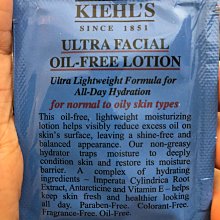 KIEHL'S
SINCE 1851
ULTRA FACIAL
OIL-FREE LOTION
Ultra Lightweight Formula for
All-Day Hydration
for normal to oily skin types
This oil-free, lightweight moisturizing
lotion helps visibly reduce excess oil on
skin's surface, leaving a shine-free and
balanced appearance. Our non-greasy
hydrator traps moisture to deeply
condition skin and restore its moisture
barrier. A complex of hydrating
ingredients — Imperata Cylindrica Root
Extract, Antarcticine and Vitamin E – helps
keep skin fresh and healthy-looking
all day. Paraben-Free. Colorant-Free.
Fragrance-Free. Oil-Free.